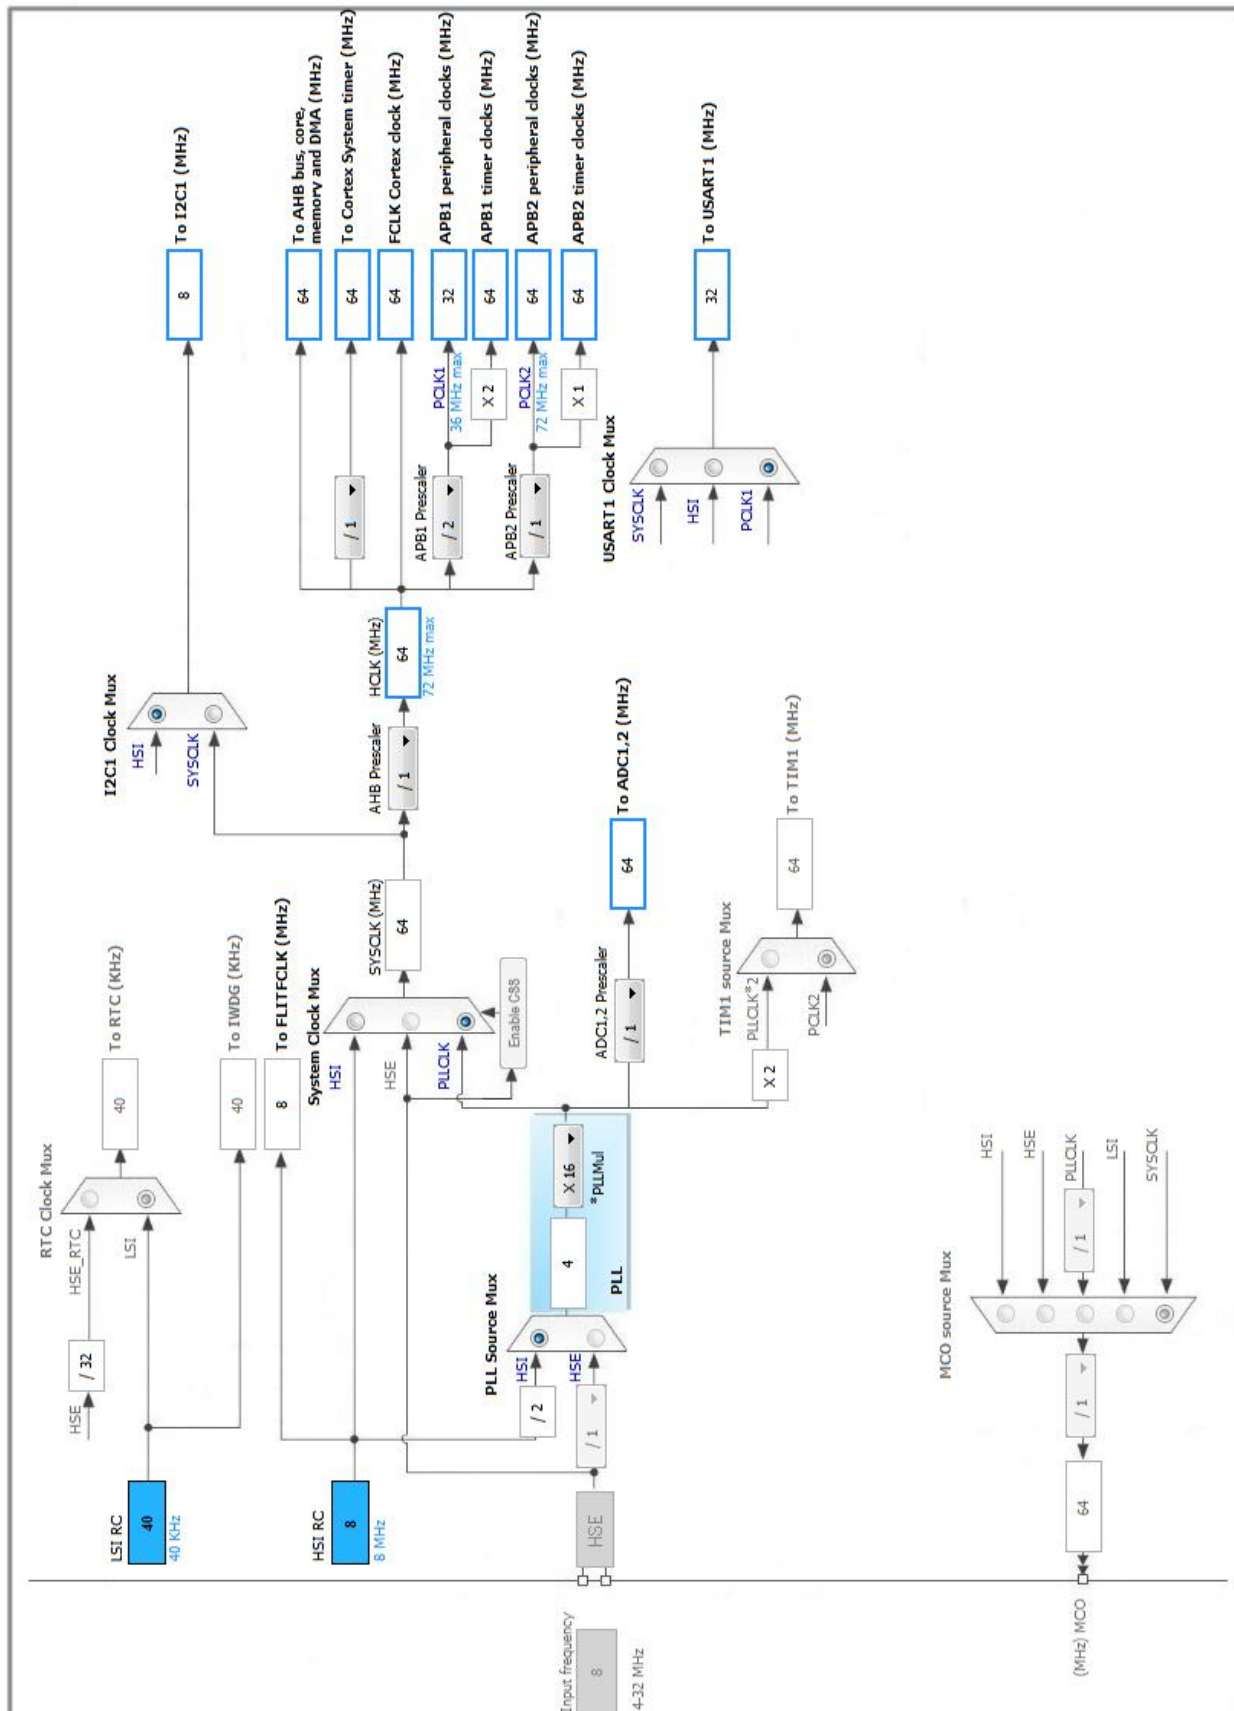 RTC Clock Mux
HSE
/ 32
HSE_RTC
LSI
40
To RTC (KHz)
LSI RC
40
40 KHz
40
To IWDG (KHz)
8
To FLITFCLK (MHz)
HSI RC
8
8 MHz
System Clock Mux
HSI
HSE
PLLCLK
Enable CSS
SYSCLK (MHz)
64
I2C1 Clock Mux
HSI
SYSCLK
8
To I2C1 (MHz)
AHB Prescaler
/ 1
HCLK (MHz)
64
72 MHz max
64
To AHB bus, core,
memory and DMA (MHz)
/ 1
64
To Cortex System timer (MHz)
64
FCLK Cortex clock (MHz)
APB1 Prescaler
/ 2
PCLK1
36 MHz max
32
APB1 peripheral clocks (MHz)
X 2
64
APB1 timer clocks (MHz)
APB2 Prescaler
/ 1
PCLK2
72 MHz max
64
APB2 peripheral clocks (MHz)
X 1
64
APB2 timer clocks (MHz)
PLL Source Mux
/ 2
HSI
HSE
/ 1
4
X 16
*PLLMul
PLL
Input frequency
8
4-32 MHz
HSE
ADC1,2 Prescaler
/ 1
64
To ADC1,2 (MHz)
USART1 Clock Mux
SYSCLK
HSI
PCLK1
32
To USART1 (MHz)
TIM1 source Mux
X 2
PLLCLK*2
PCLK2
64
To TIM1 (MHz)
MCO source Mux
(MHz) MCO
64
/ 1
HSI
HSE
/ 1
PLLCLK
LSI
SYSCLK